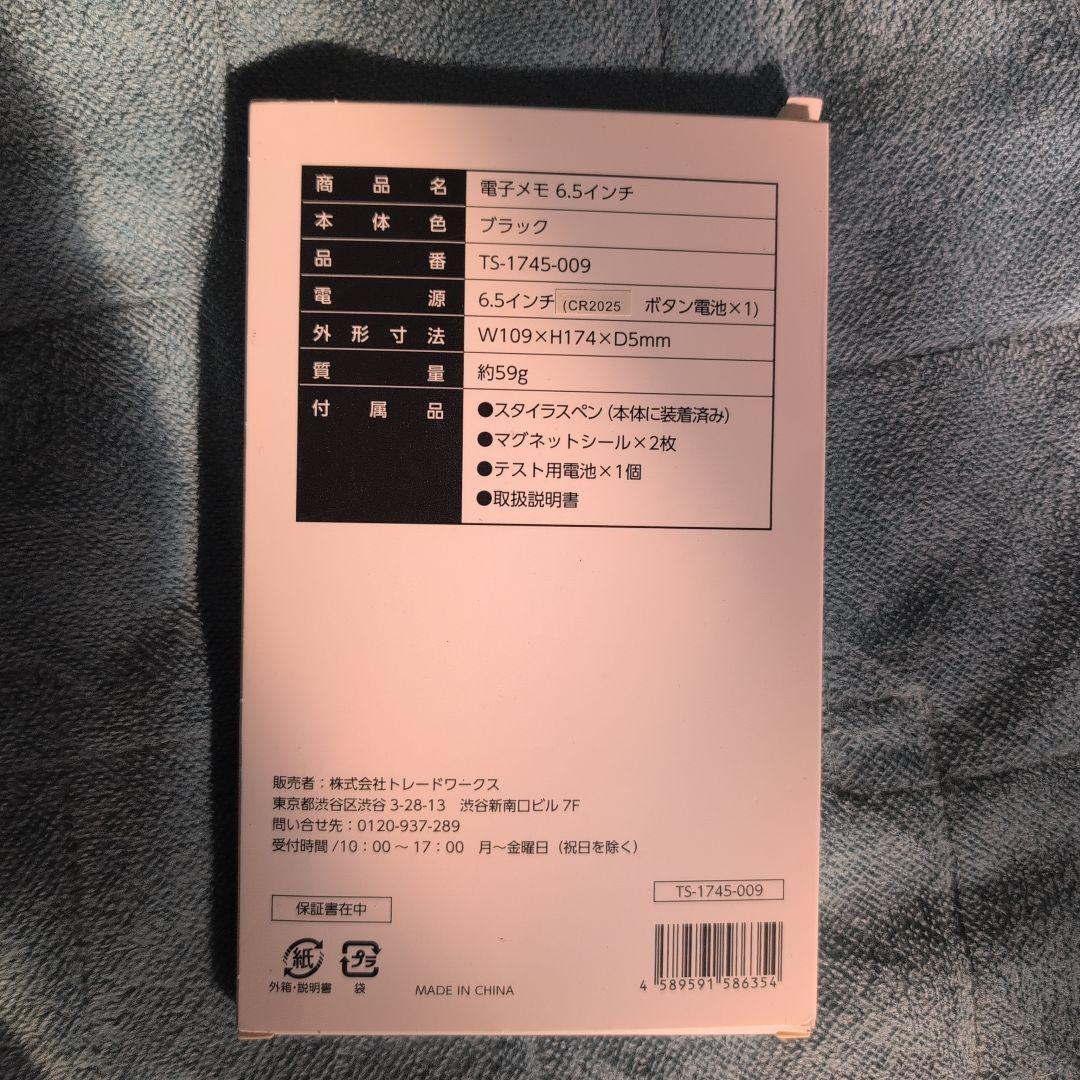 商品名 電子メモ 6.5インチ
本体色 ブラック
品番 TS-1745-009
電源 6.5インチ(CR2025 ボタン電池×1)
外形寸法 W109×H174×D5mm
質量 約59g
付属品 ●スタイラスペン（本体に装着済み）
●マグネットシール×2枚
●テスト用電池×1個
●取扱説明書
販売者：株式会社トレードワークス
東京都渋谷区渋谷 3-28-13 渋谷新南口ビル 7F
問い合せ先：0120-937-289
受付時間 /10：00 〜 17：00 月〜金曜日（祝日を除く）
TS-1745-009
保証書在中
紙 プラ
外箱・説明書 袋
MADE IN CHINA
4 589591 586354